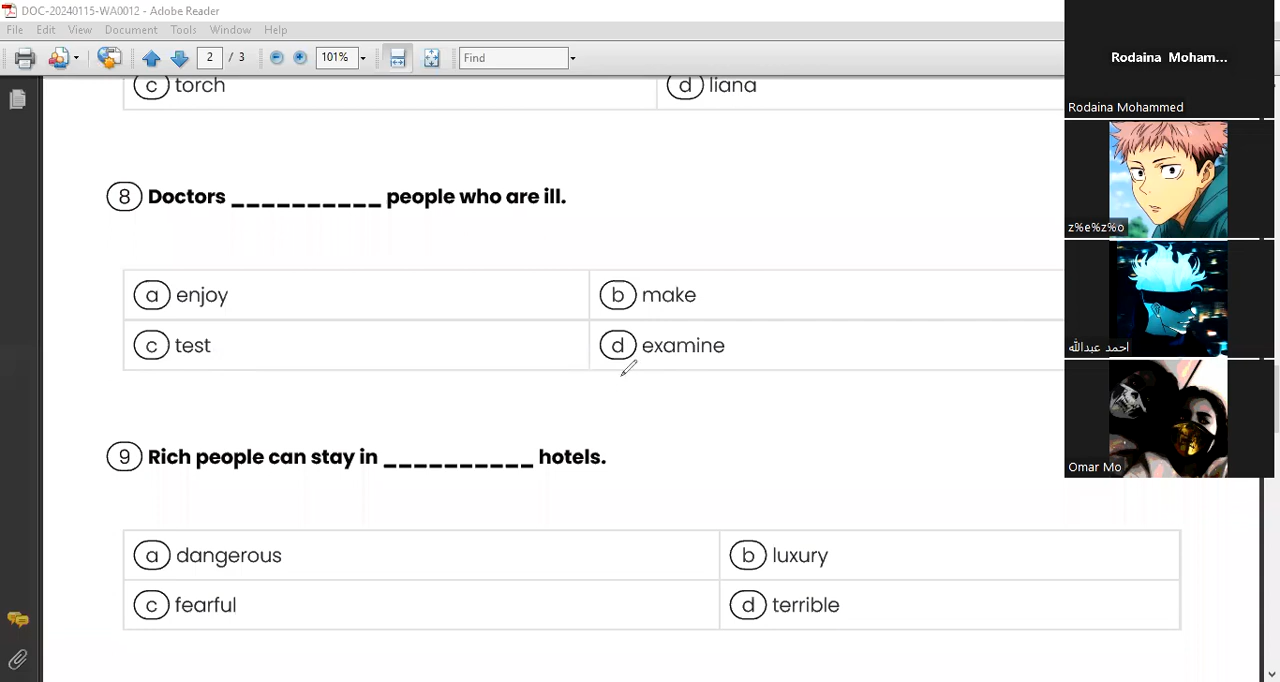 DOC-20240115-WA0012 - Adobe Reader
File Edit View Document Tools Window Help
2 / 3 101% Find
c torch d liana
8 Doctors __________ people who are ill.
a enjoy b make
c test d examine
9 Rich people can stay in __________ hotels.
a dangerous b luxury
c fearful d terrible
Rodaina Moham...
Rodaina Mohammed
z%e%z%o
احمد عبدالله
Omar Mo